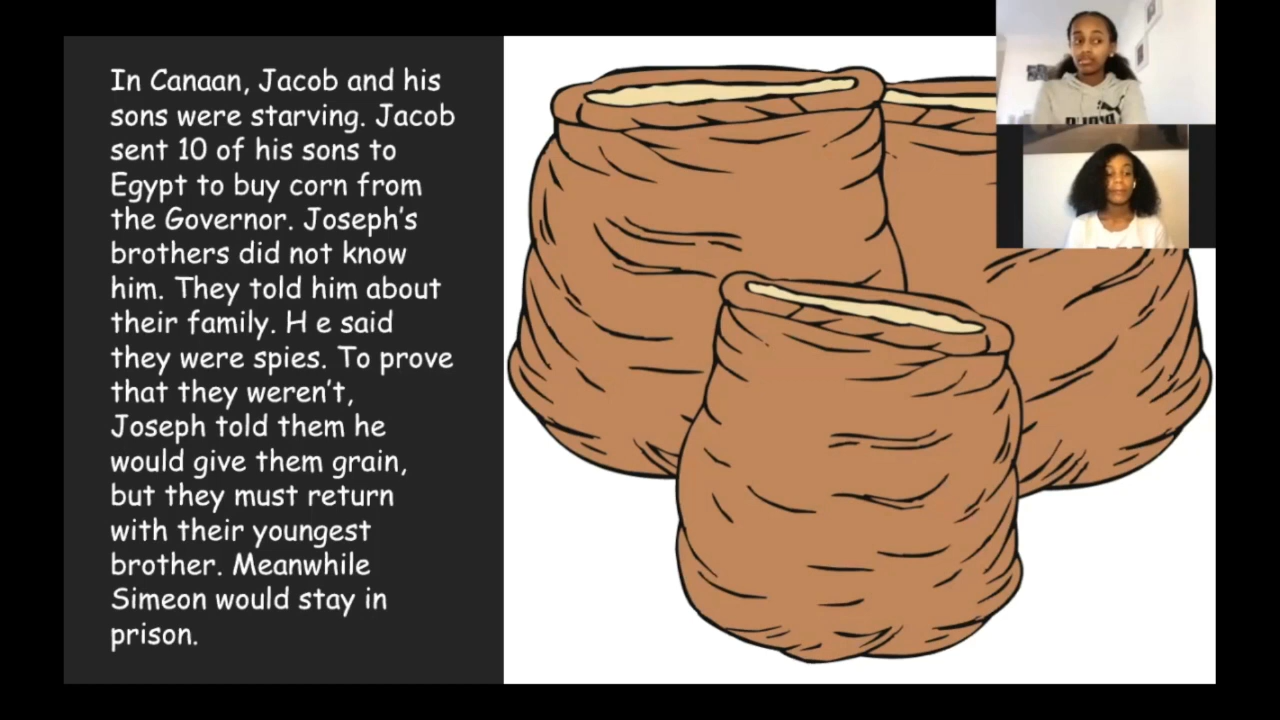 In Canaan, Jacob and his
sons were starving. Jacob
sent 10 of his sons to
Egypt to buy corn from
the Governor. Joseph’s
brothers did not know
him. They told him about
their family. H e said
they were spies. To prove
that they weren’t,
Joseph told them he
would give them grain,
but they must return
with their youngest
brother. Meanwhile
Simeon would stay in
prison.